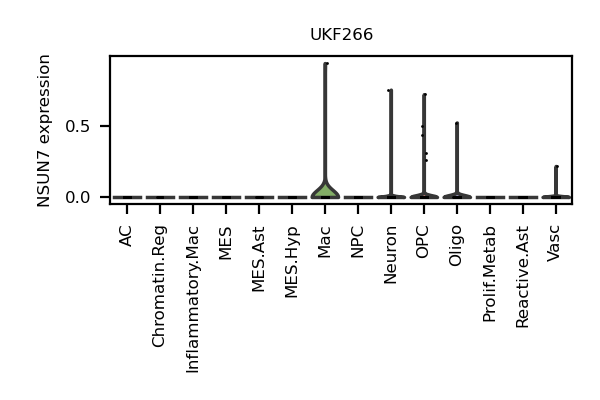 UKF266
NSUN7 expression
0.5
0.0
AC
Chromatin.Reg
Inflammatory.Mac
MES
MES.Ast
MES.Hyp
Mac
NPC
Neuron
OPC
Oligo
Prolif.Metab
Reactive.Ast
Vasc